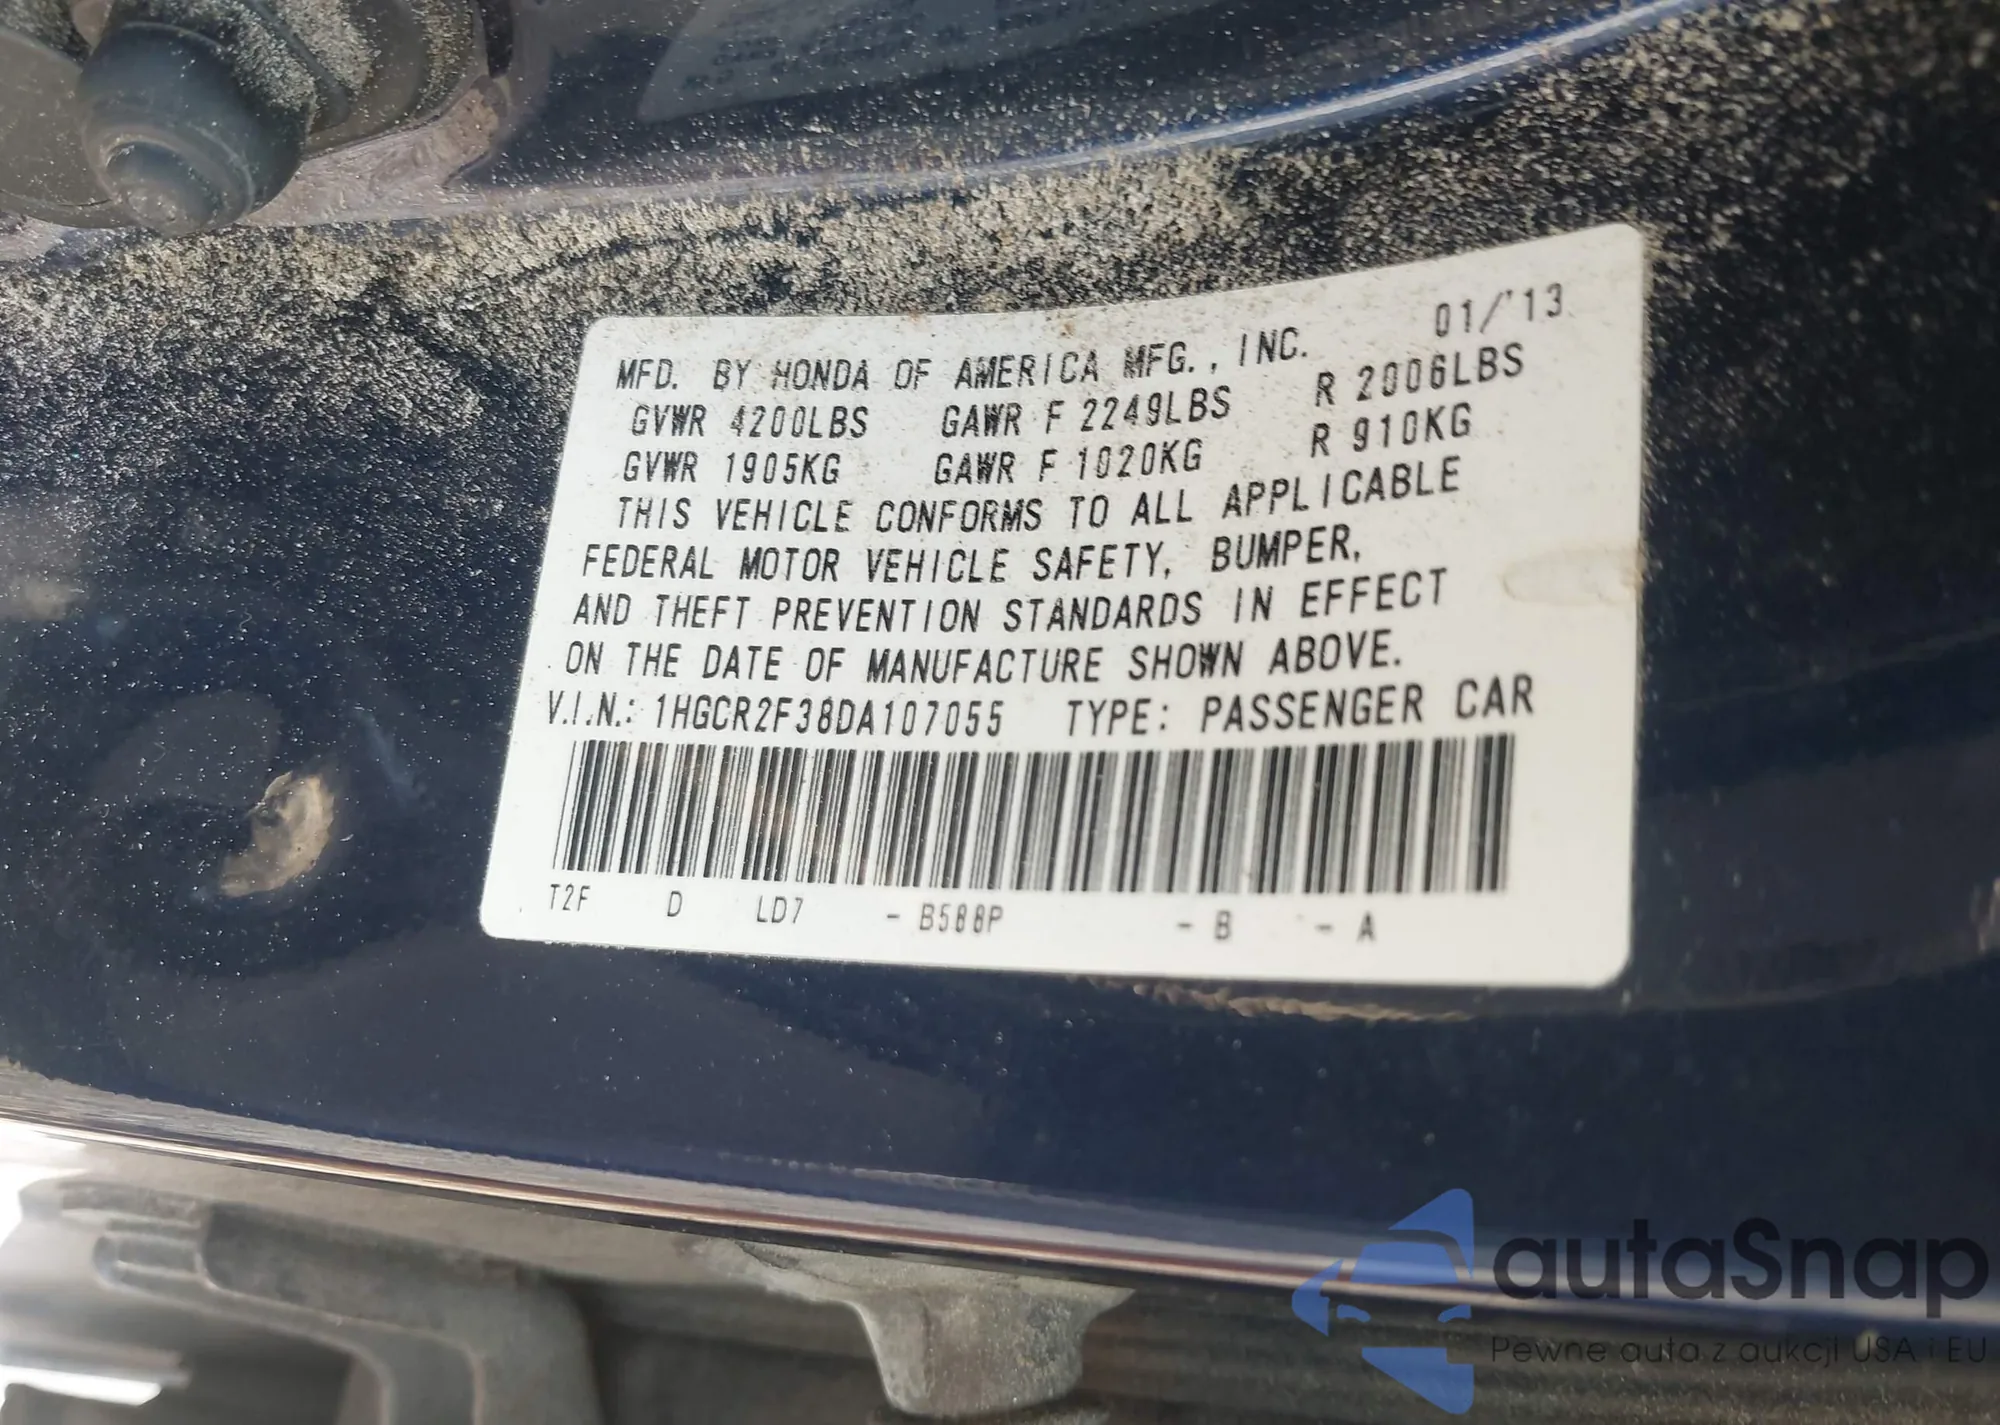 01/'13
MFD. BY HONDA OF AMERICA MFG., INC.
GVWR 4200LBS GAWR F 2249LBS R 2006LBS
GVWR 1905KG GAWR F 1020KG R 910KG
THIS VEHICLE CONFORMS TO ALL APPLICABLE
FEDERAL MOTOR VEHICLE SAFETY, BUMPER,
AND THEFT PREVENTION STANDARDS IN EFFECT
ON THE DATE OF MANUFACTURE SHOWN ABOVE.
V.I.N.: 1HGCR2F38DA107055 TYPE: PASSENGER CAR
T2F D LD7 - B588P - B - A
autaSnap
Pewne auta z aukcji USA i EU